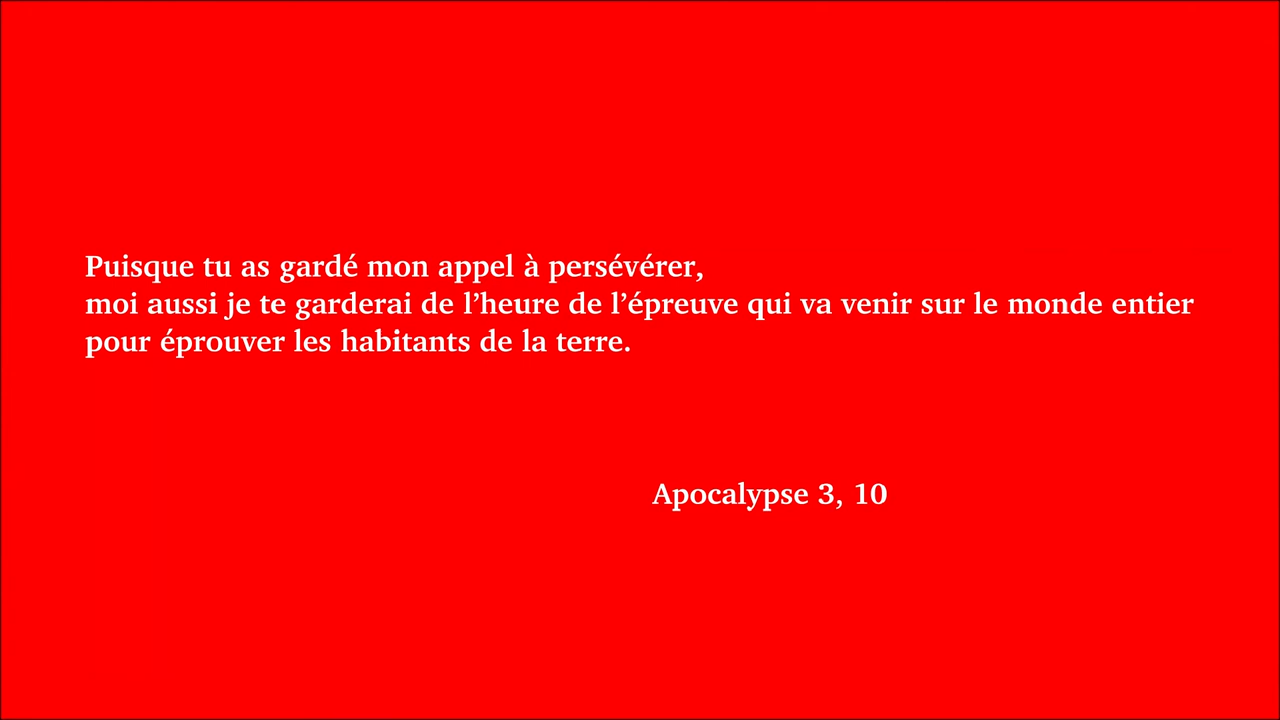 Puisque tu as gardé mon appel à persévérer,
moi aussi je te garderai de l’heure de l’épreuve qui va venir sur le monde entier
pour éprouver les habitants de la terre.
Apocalypse 3, 10